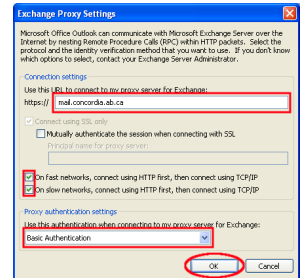 Exchange Proxy Settings
Microsoft Office Outlook can communicate with Microsoft Exchange Server over the
Internet by nesting Remote Procedure Calls (RPC) within HTTP packets. Select the
protocol and the identity verification method that you want to use. If you don't know
which options to select, contact your Exchange Server Administrator.
Connection settings
Use this URL to connect to my proxy server for Exchange:
https:// mail.concordia.ab.ca
Connect using SSL only
Mutually authenticate the session when connecting with SSL
Principal name for proxy server:
On fast networks, connect using HTTP first, then connect using TCP/IP
On slow networks, connect using HTTP first, then connect using TCP/IP
Proxy authentication settings
Use this authentication when connecting to my proxy server for Exchange:
Basic Authentication
OK Cancel